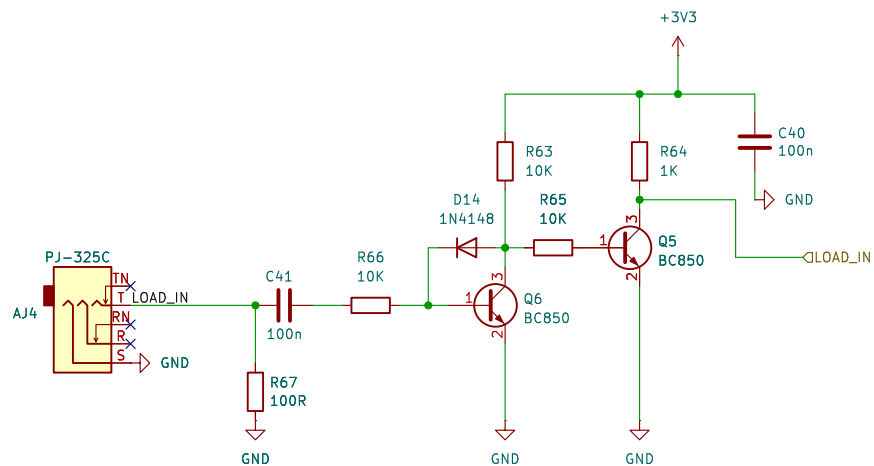 +3V3
C40
100n
R63
10K
R64
1K
GND
D14
1N4148
R65
10K
3
1
Q5
BC850
2
LOAD_IN
PJ-325C
TN
T
LOAD_IN
RN
R
S
AJ4
GND
C41
100n
R66
10K
3
1
Q6
BC850
2
R67
100R
GND
GND
GND